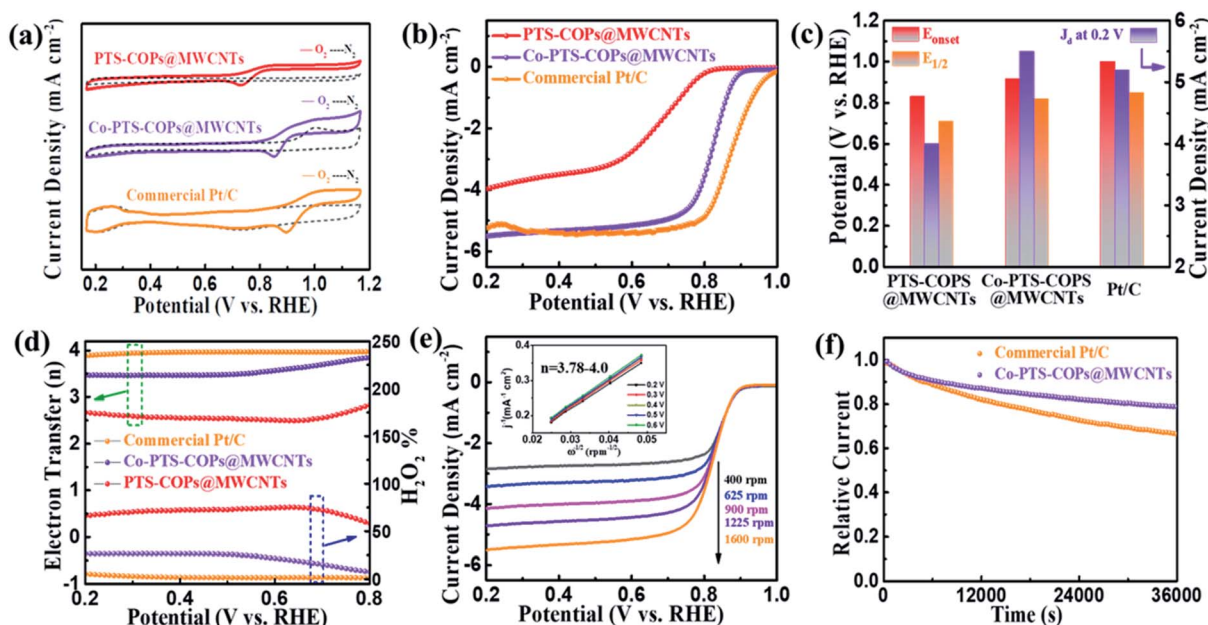 (a)
PTS-COPs@MWCNTs
— O2 ----N2
Co-PTS-COPs@MWCNTs
— O2 ----N2
Commercial Pt/C
— O2 ----N2
Current Density (mA cm-2)
0.2 0.4 0.6 0.8 1.0 1.2
Potential (V vs. RHE)
(b)
PTS-COPs@MWCNTs
Co-PTS-COPs@MWCNTs
Commercial Pt/C
Current Density (mA cm-2)
0
-2
-4
-6
0.2 0.4 0.6 0.8 1.0
Potential (V vs. RHE)
(c)
Eonset
E1/2
Jd at 0.2 V
Potential (V vs. RHE)
1.2
1.0
0.8
0.6
0.4
0.2
0.0
Current Density (mA cm-2)
6
5
4
3
2
PTS-COPS
@MWCNTs
Co-PTS-COPS
@MWCNTs
Pt/C
(d)
Electron Transfer (n)
4
3
2
1
0
-1
H2O2 %
250
200
150
100
50
0
Commercial Pt/C
Co-PTS-COPs@MWCNTs
PTS-COPs@MWCNTs
0.2 0.4 0.6 0.8
Potential (V vs. RHE)
(e)
Current Density (mA cm-2)
2
0
-2
-4
-6
n=3.78-4.0
j-1(mA-1 cm2)
0.4
0.3
0.2
0.02 0.03 0.04 0.05
ω-1/2 (rpm-1/2)
0.2 V
0.3 V
0.4 V
0.5 V
0.6 V
400 rpm
625 rpm
900 rpm
1225 rpm
1600 rpm
0.2 0.4 0.6 0.8 1.0
Potential (V vs. RHE)
(f)
Commercial Pt/C
Co-PTS-COPs@MWCNTs
Relative Current
1.0
0.8
0.6
0.4
0.2
0.0
0 12000 24000 36000
Time (s)